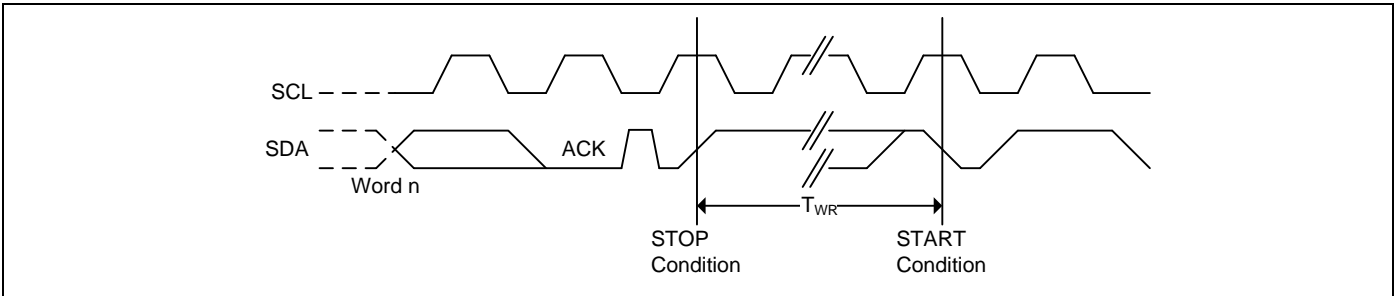 SCL
SDA
ACK
Word n
TWR
STOP
Condition
START
Condition